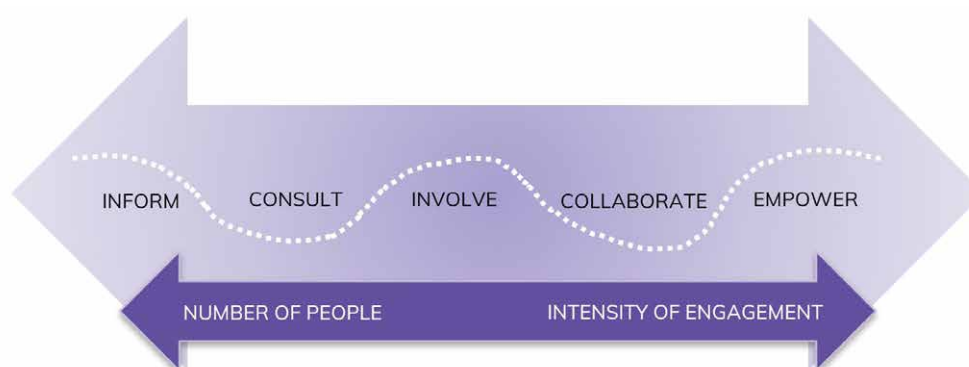 INFORM CONSULT INVOLVE COLLABORATE EMPOWER
NUMBER OF PEOPLE INTENSITY OF ENGAGEMENT